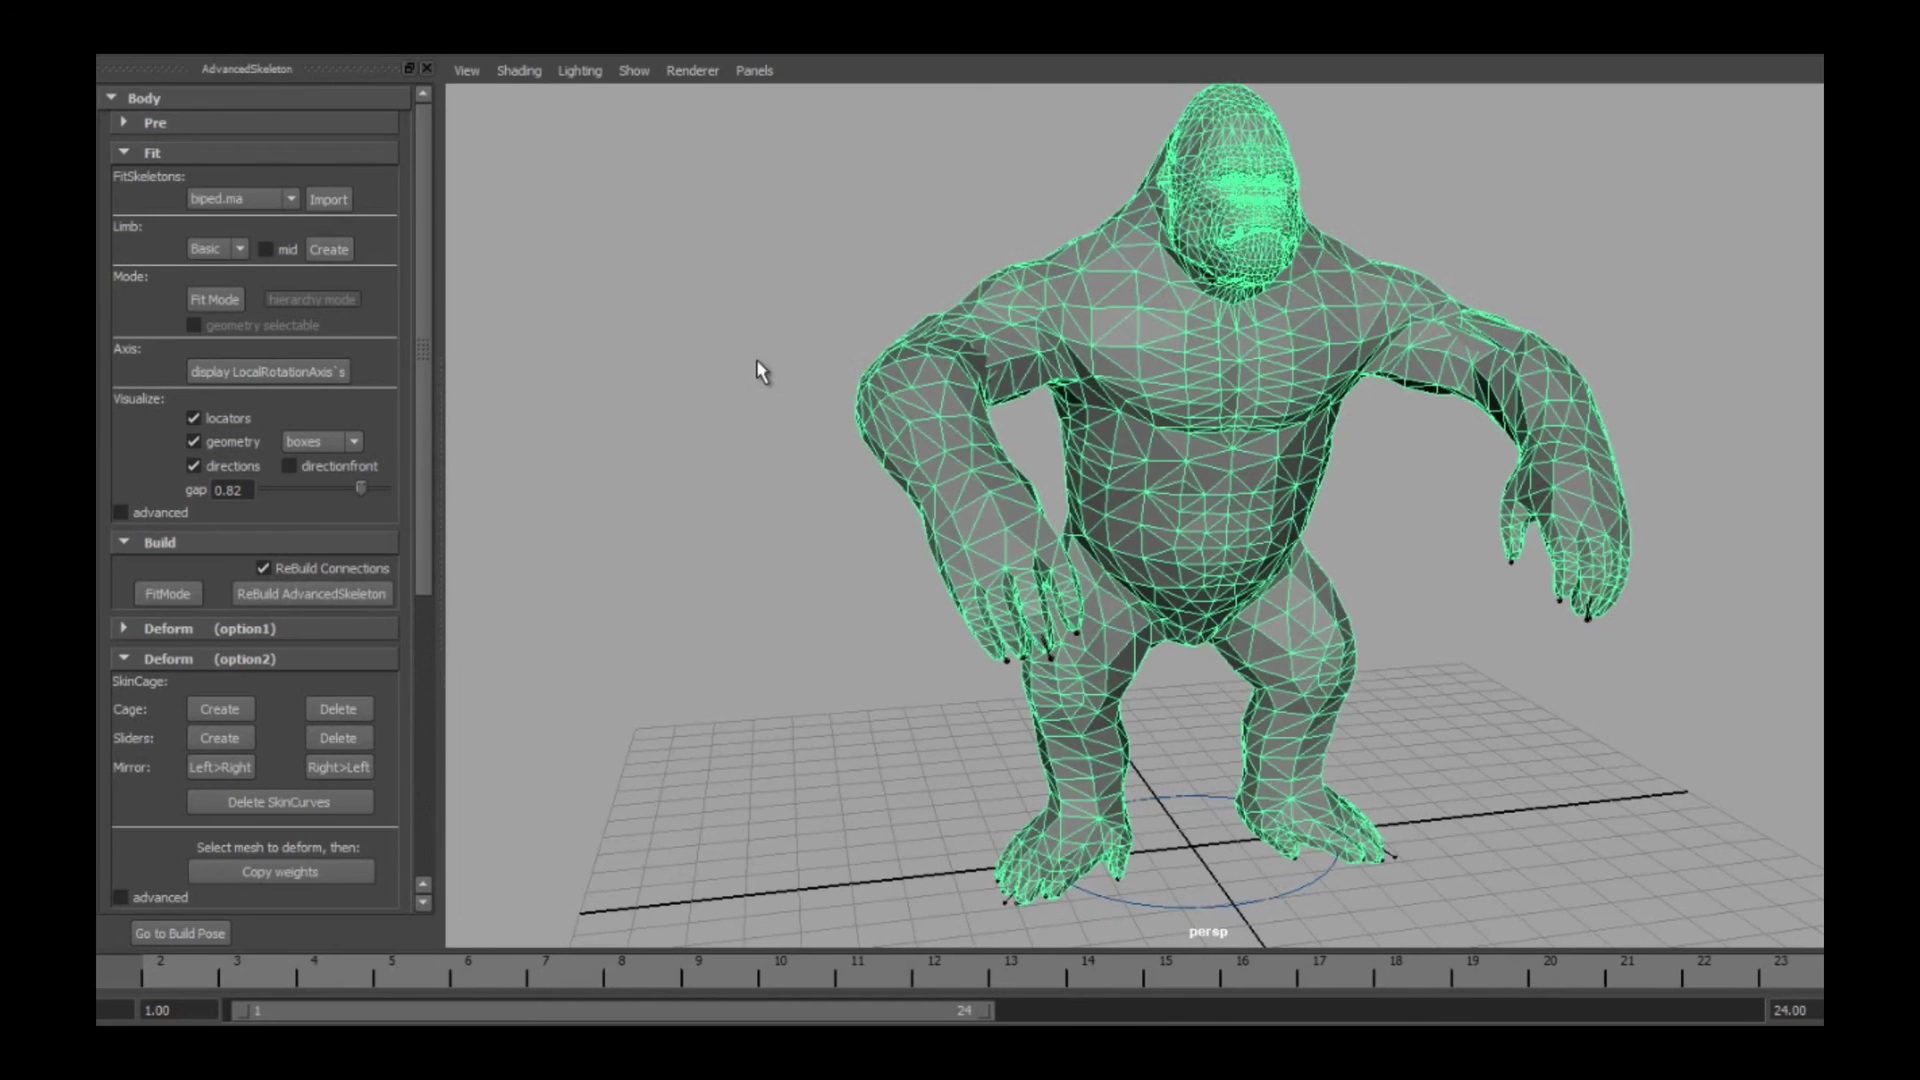 AdvancedSkeleton
View Shading Lighting Show Renderer Panels
Body
Pre
Fit
FitSkeletons:
biped.ma Import
Limb:
Basic mid Create
Mode:
Fit Mode hierarchy mode
geometry selectable
Axis:
display LocalRotationAxis`s
Visualize:
locators
geometry boxes
directions directionfront
gap 0.82
advanced
Build
ReBuild Connections
FitMode ReBuild AdvancedSkeleton
Deform (option1)
Deform (option2)
SkinCage:
Cage: Create Delete
Sliders: Create Delete
Mirror: Left>Right Right>Left
Delete SkinCurves
Select mesh to deform, then:
Copy weights
advanced
Go to Build Pose
persp
2 3 4 5 6 7 8 9 10 11 12 13 14 15 16 17 18 19 20 21 22 23
1.00 1 24 24.00